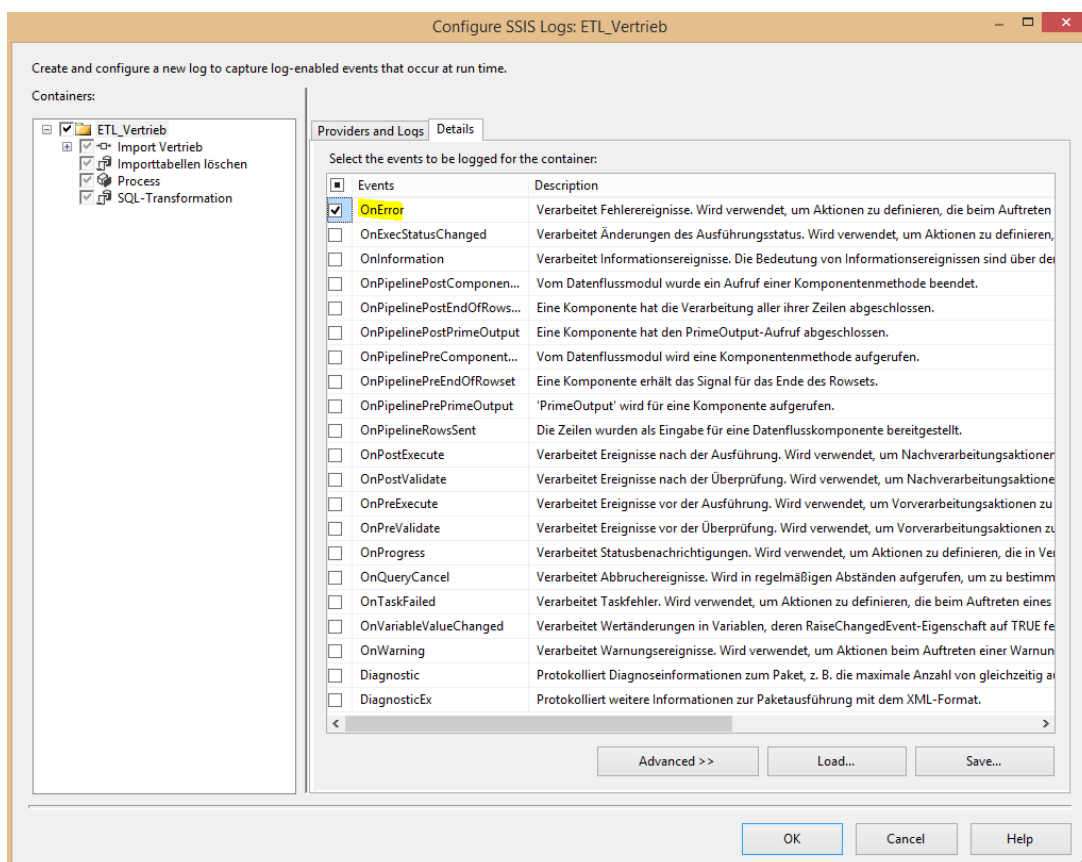 Configure SSIS Logs: ETL_Vertrieb
Create and configure a new log to capture log-enabled events that occur at run time.
Containers:
ETL_Vertrieb
Import Vertrieb
Importtabellen löschen
Process
SQL-Transformation
Providers and Logs Details
Select the events to be logged for the container:
Events Description
OnError Verarbeitet Fehlerereignisse. Wird verwendet, um Aktionen zu definieren, die beim Auftreten
OnExecStatusChanged Verarbeitet Änderungen des Ausführungsstatus. Wird verwendet, um Aktionen zu definieren,
OnInformation Verarbeitet Informationsereignisse. Die Bedeutung von Informationsereignissen sind über de
OnPipelinePostComponen... Vom Datenflussmodul wurde ein Aufruf einer Komponentenmethode beendet.
OnPipelinePostEndOfRows... Eine Komponente hat die Verarbeitung aller ihrer Zeilen abgeschlossen.
OnPipelinePostPrimeOutput Eine Komponente hat den PrimeOutput-Aufruf abgeschlossen.
OnPipelinePreComponent... Vom Datenflussmodul wird eine Komponentenmethode aufgerufen.
OnPipelinePreEndOfRowset Eine Komponente erhält das Signal für das Ende des Rowsets.
OnPipelinePrePrimeOutput 'PrimeOutput' wird für eine Komponente aufgerufen.
OnPipelineRowsSent Die Zeilen wurden als Eingabe für eine Datenflusskomponente bereitgestellt.
OnPostExecute Verarbeitet Ereignisse nach der Ausführung. Wird verwendet, um Nachverarbeitungsaktionen
OnPostValidate Verarbeitet Ereignisse nach der Überprüfung. Wird verwendet, um Nachverarbeitungsaktione
OnPreExecute Verarbeitet Ereignisse vor der Ausführung. Wird verwendet, um Vorverarbeitungsaktionen zu
OnPreValidate Verarbeitet Ereignisse vor der Überprüfung. Wird verwendet, um Vorverarbeitungsaktionen zu
OnProgress Verarbeitet Statusbenachrichtigungen. Wird verwendet, um Aktionen zu definieren, die in Ve
OnQueryCancel Verarbeitet Abbruchereignisse. Wird in regelmäßigen Abständen aufgerufen, um zu bestimm
OnTaskFailed Verarbeitet Taskfehler. Wird verwendet, um Aktionen zu definieren, die beim Auftreten eines
OnVariableValueChanged Verarbeitet Wertänderungen in Variablen, deren RaiseChangedEvent-Eigenschaft auf TRUE fe
OnWarning Verarbeitet Warnungsereignisse. Wird verwendet, um Aktionen beim Auftreten einer Warnun
Diagnostic Protokolliert Diagnoseinformationen zum Paket, z. B. die maximale Anzahl von gleichzeitig a
DiagnosticEx Protokolliert weitere Informationen zur Paketausführung mit dem XML-Format.
Advanced >> Load... Save...
OK Cancel Help